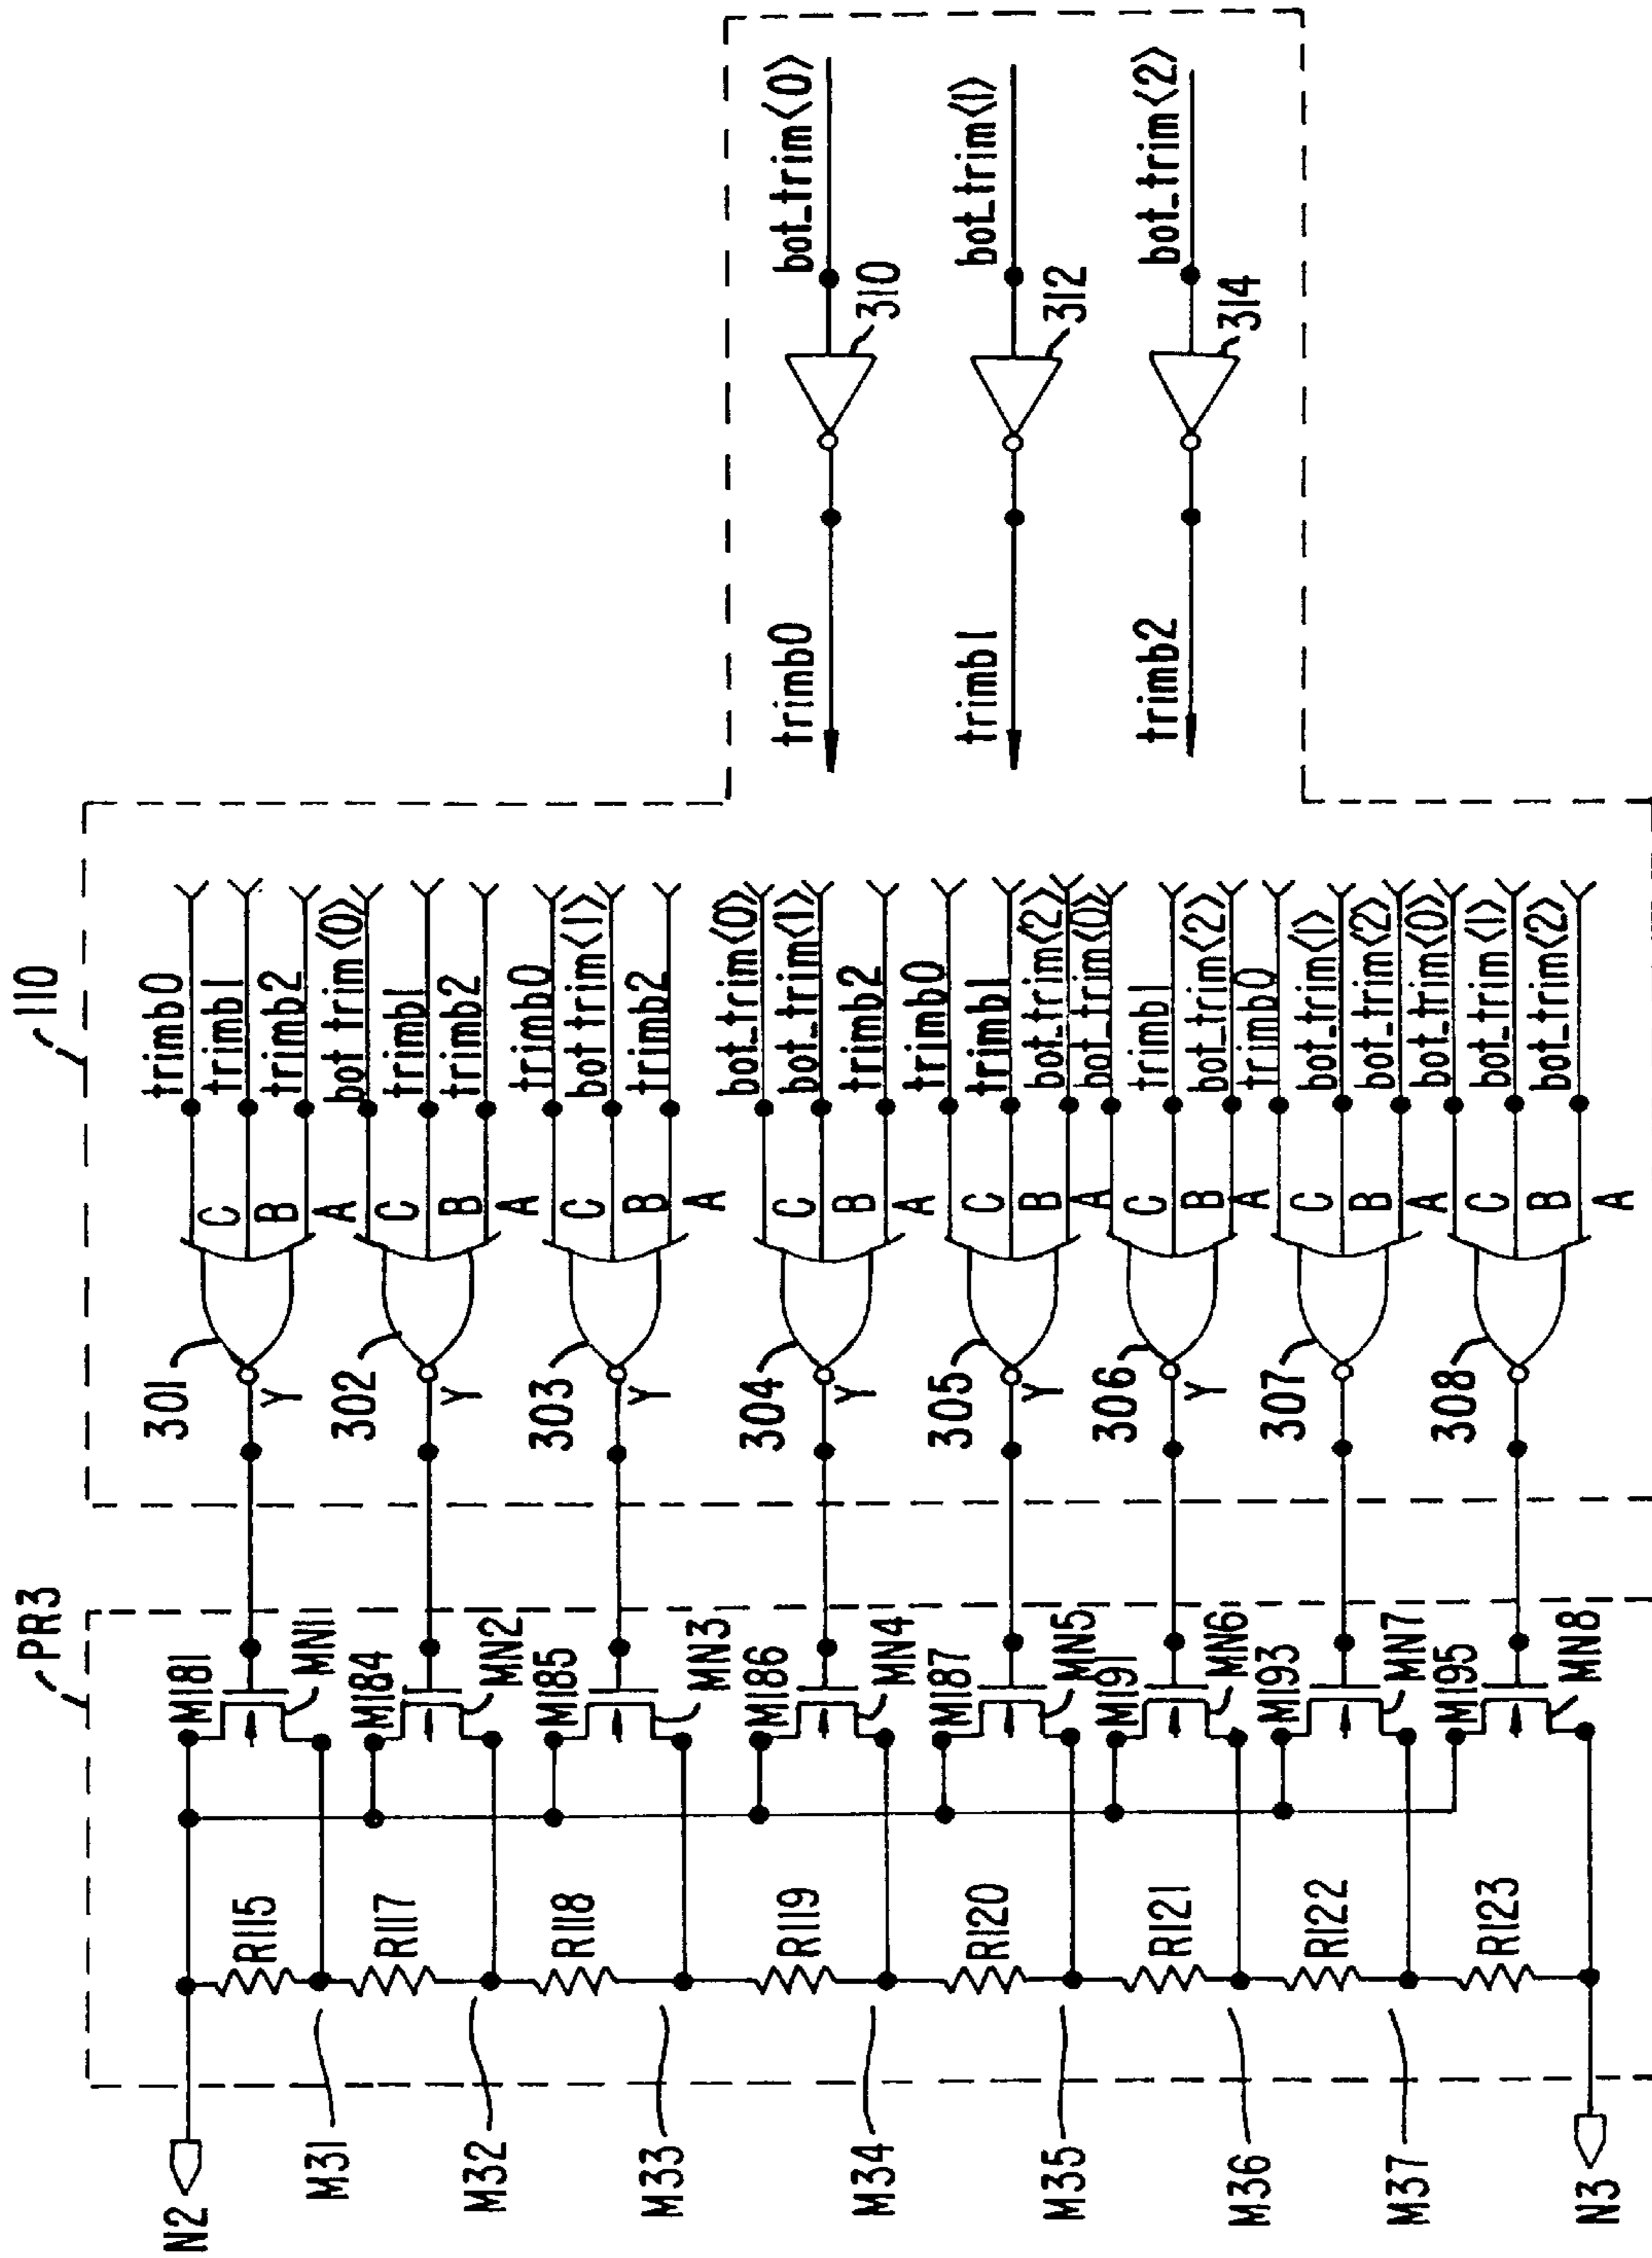 110
PR3
trimb0
trimb1
trimb2
bot_trim<0>
trimb1
trimb2
trimb0
bot_trim<1>
trimb2
bot_trim<0>
bot_trim<1>
trimb2
trimb0
trimb1
bot_trim<2>
bot_trim<0>
trimb1
bot_trim<2>
trimb0
bot_trim<1>
bot_trim<2>
bot_trim<0>
bot_trim<1>
bot_trim<2>
C B A
C B A
C B A
C B A
C B A
C B A
C B A
C B A
301
302
303
304
305
306
307
308
Y
Y
Y
Y
Y
Y
M181
MN1
M184
MN2
M185
MN3
M186
MN4
M187
MN5
M191
MN6
M193
MN7
M195
MN8
R115
R117
R118
R119
R120
R121
R122
R123
N2
M31
M32
M33
M34
M35
M36
M37
N3
bot_trim<0>
310
trimb0
bot_trim<1>
312
trimb1
bot_trim<2>
314
trimb2